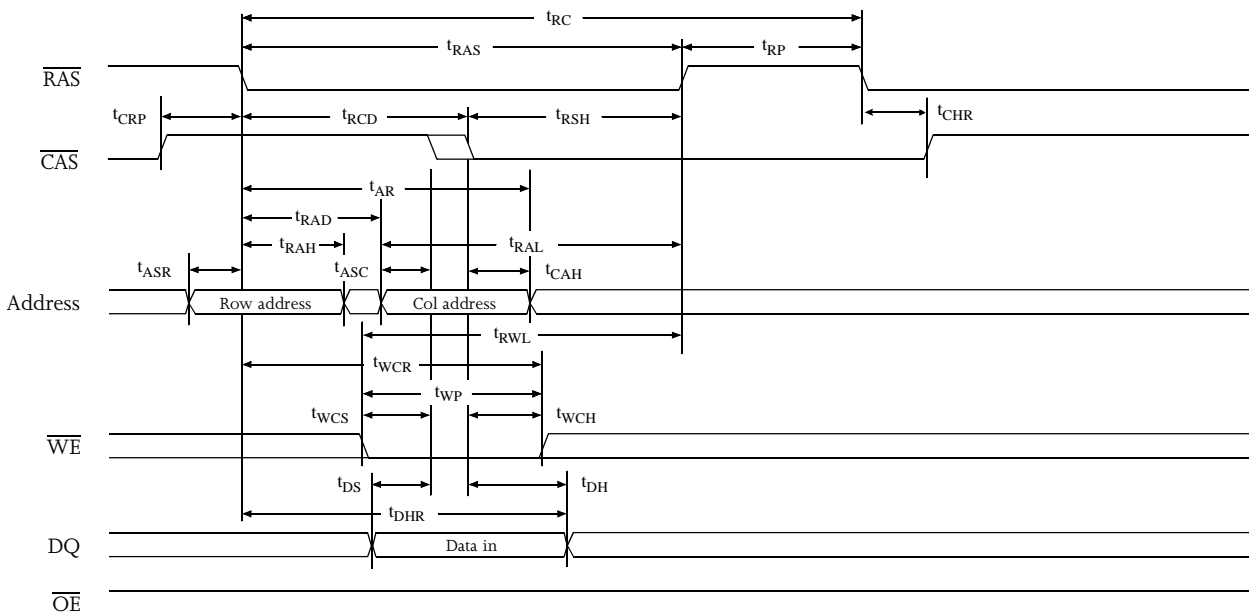 tRC
tRAS tRP
RAS
tCRP tRCD tRSH tCHR
CAS
tAR
tRAD
tRAH tRAL
tASR tASC tCAH
Address Row address Col address
tRWL
tWCR
tWP
tWCS tWCH
WE
tDS tDH
tDHR
DQ Data in
OE